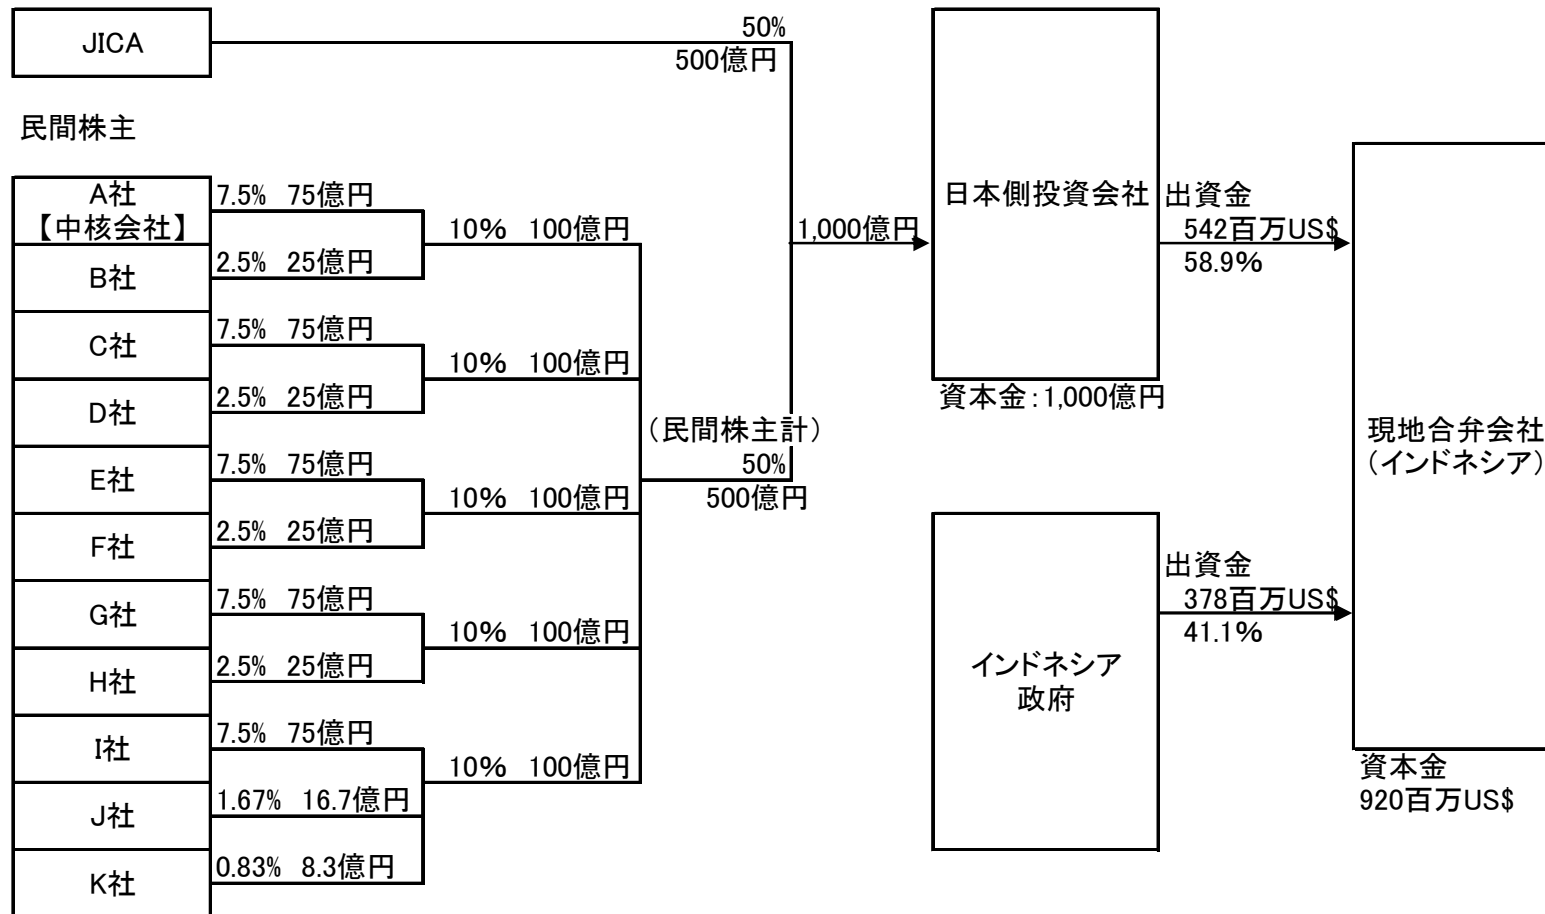 JICA
50%
500億円
民間株主
A社
【中核会社】
7.5% 75億円
10% 100億円
B社
2.5% 25億円
C社
7.5% 75億円
10% 100億円
D社
2.5% 25億円
E社
7.5% 75億円
10% 100億円
F社
2.5% 25億円
G社
7.5% 75億円
10% 100億円
H社
2.5% 25億円
I社
7.5% 75億円
10% 100億円
J社
1.67% 16.7億円
K社
0.83% 8.3億円
(民間株主計)
50%
500億円
1,000億円
日本側投資会社
資本金:1,000億円
出資金
542百万US$
58.9%
インドネシア
政府
出資金
378百万US$
41.1%
現地合弁会社
(インドネシア)
資本金
920百万US$